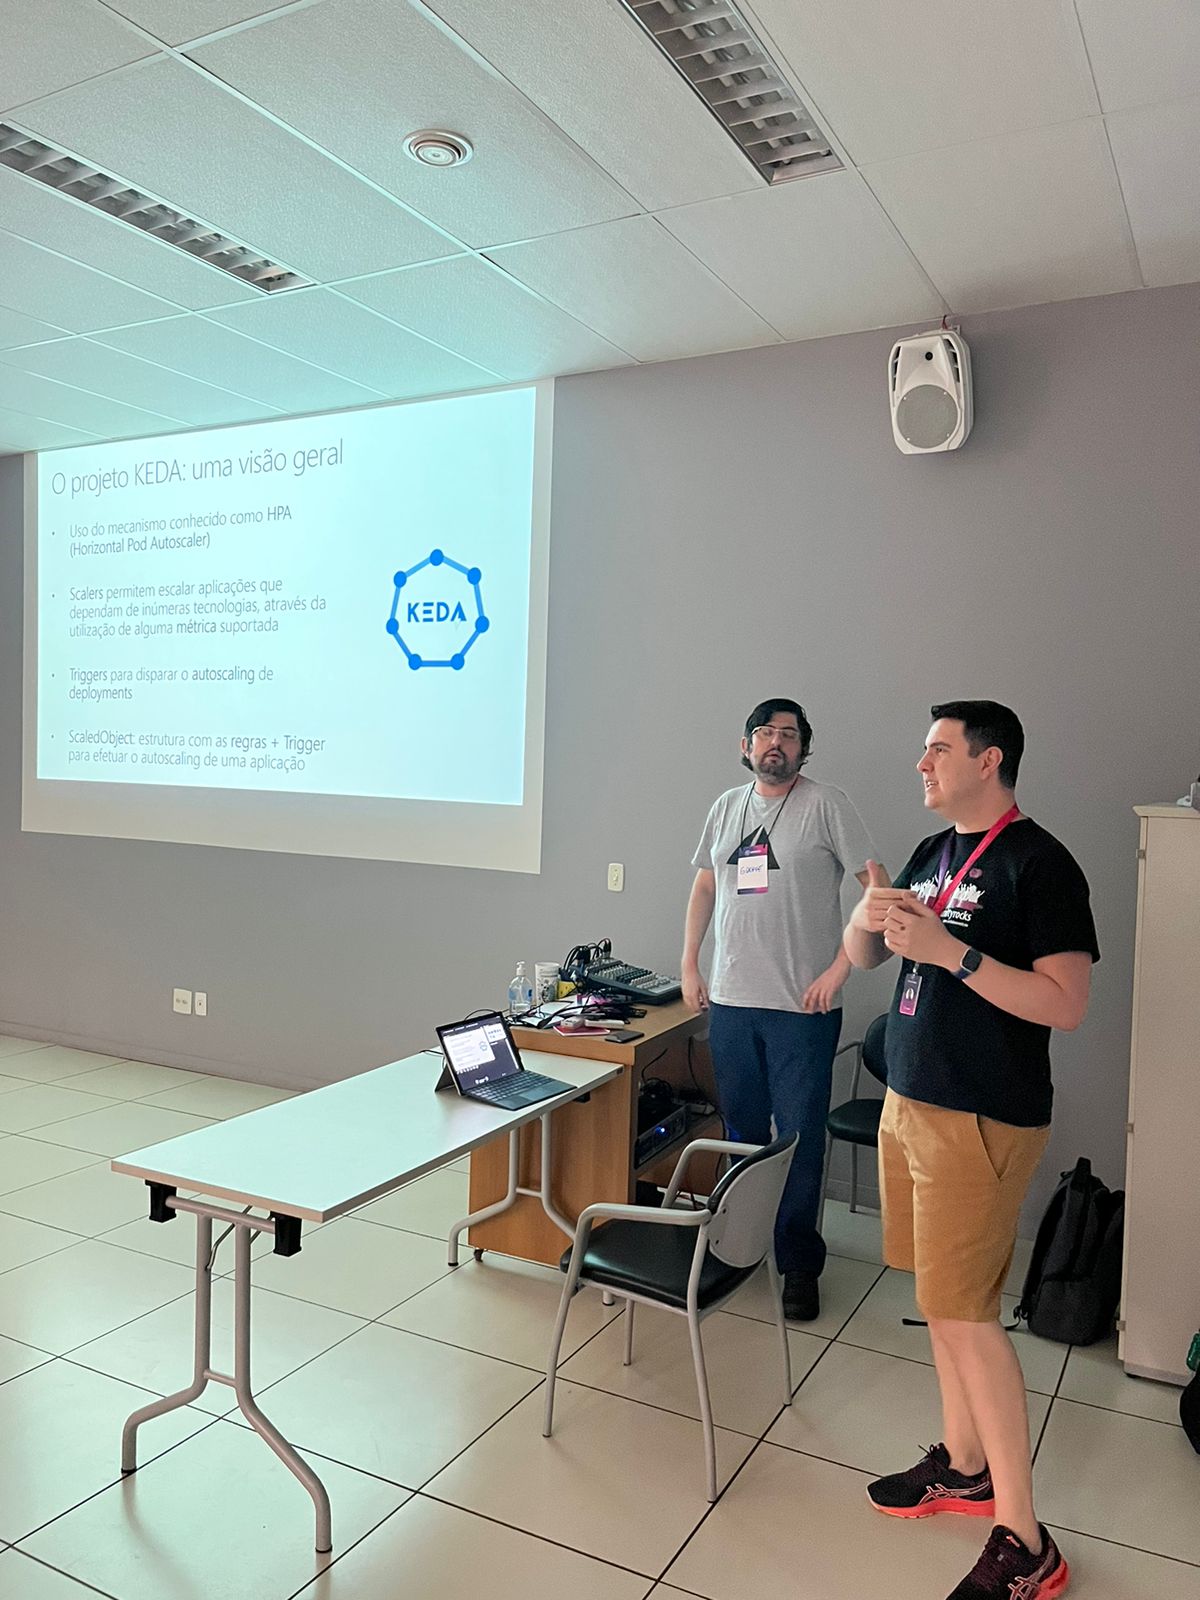 O projeto KEDA: uma visão geral
• Uso do mecanismo conhecido como HPA
(Horizontal Pod Autoscaler)
• Scalers permitem escalar aplicações que
dependam de inúmeras tecnologias, através da
utilização de alguma métrica suportada
• Triggers para disparar o autoscaling de
deployments
• ScaledObject: estrutura com as regras + Trigger
para efetuar o autoscaling de uma aplicação
KEDA